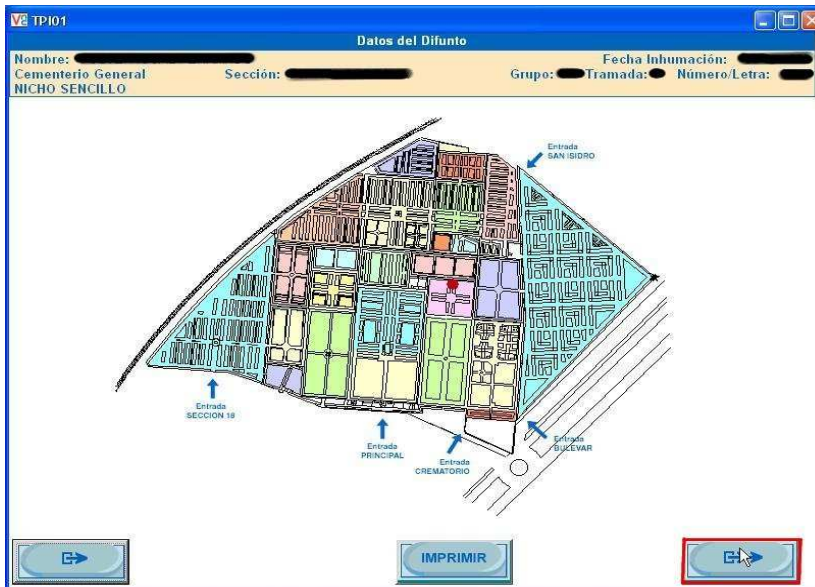 V2 TPI01
Datos del Difunto
Nombre: Fecha Inhumación:
Cementerio General Sección: Grupo: Tramada: Número/Letra:
NICHO SENCILLO
Entrada
SAN ISIDRO
Entrada
SECCION 18
Entrada
PRINCIPAL
Entrada
CREMATORIO
Entrada
BULEVAR
IMPRIMIR